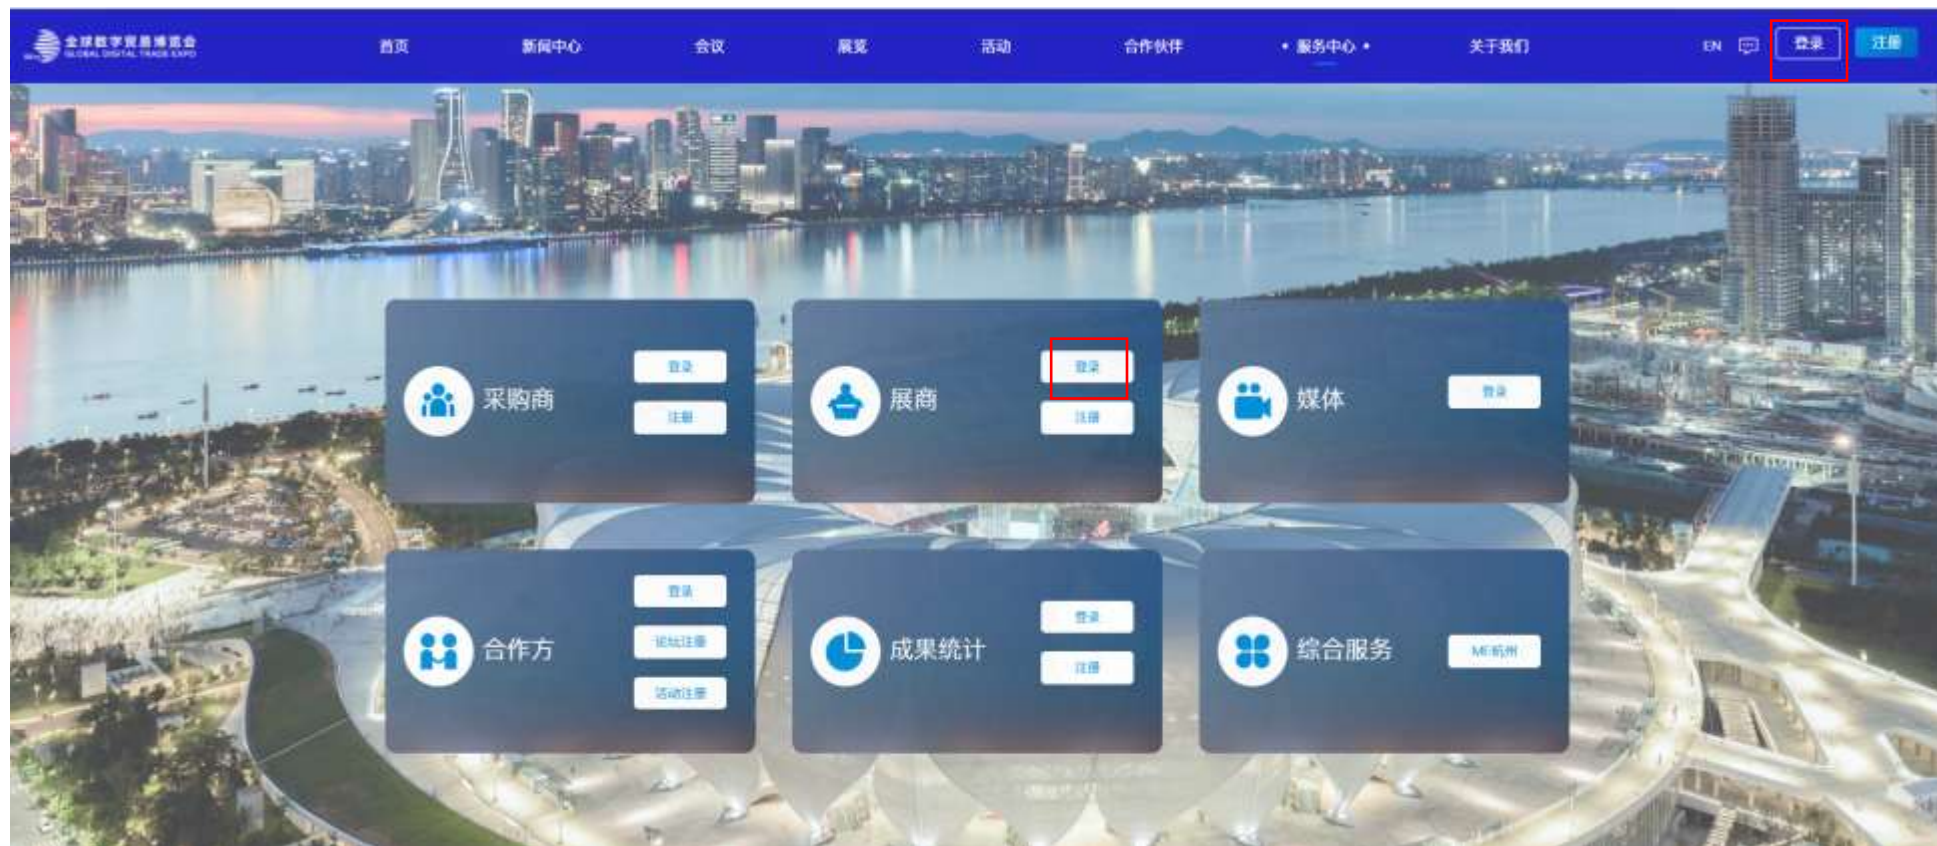 全球数字贸易博览会
GLOBAL DIGITAL TRADE EXPO
首页
新闻中心
会议
展览
活动
合作伙伴
• 服务中心 •
关于我们
EN
登录
注册
采购商
登录
注册
展商
登录
注册
媒体
登录
合作方
登录
论坛注册
活动注册
成果统计
登录
注册
综合服务
ME杭州